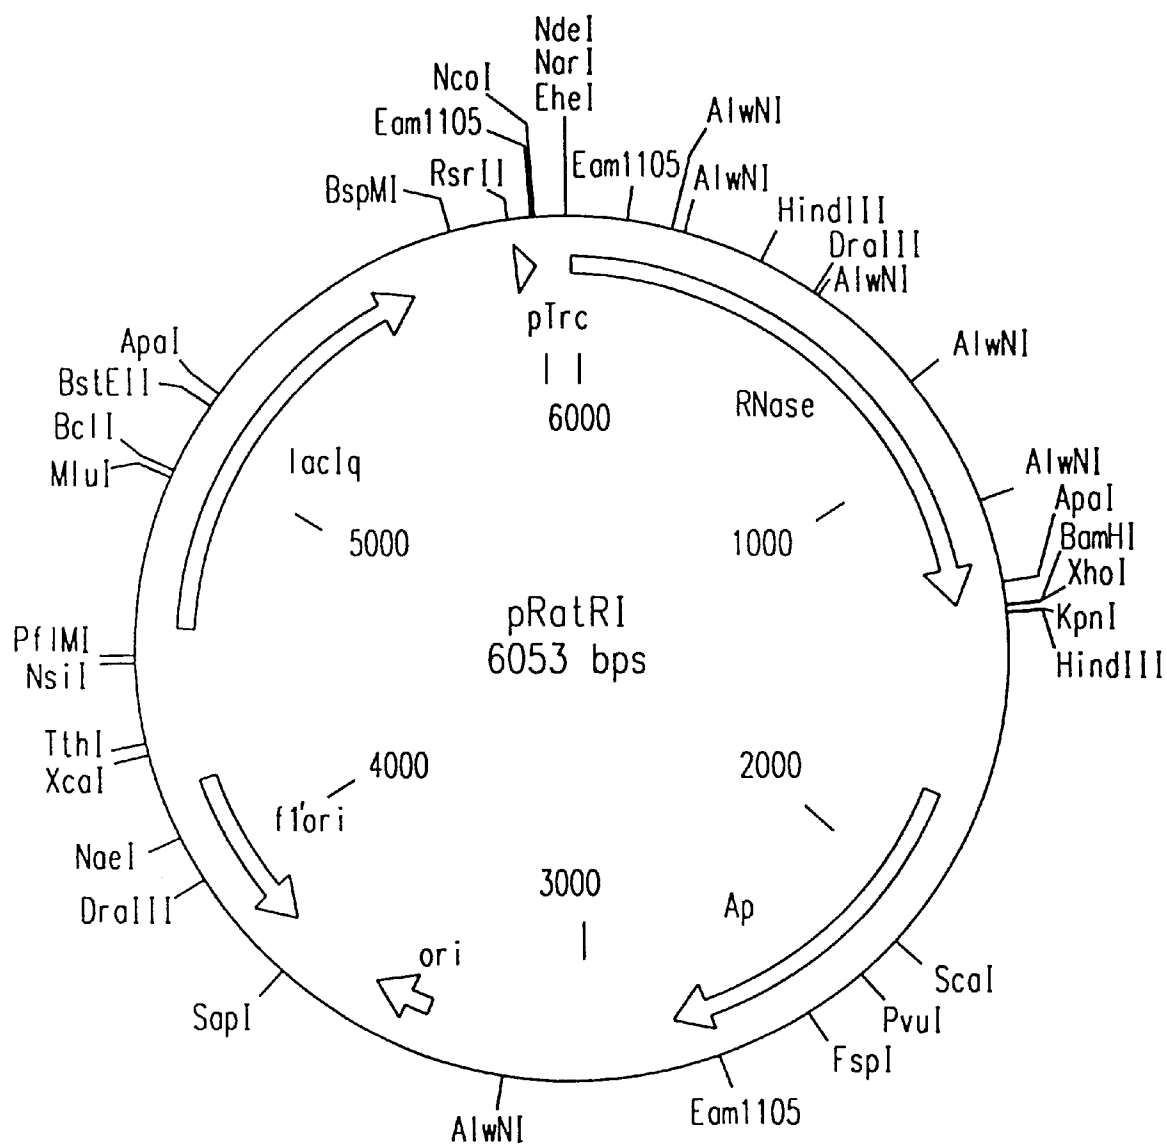 NdeI
NarI
EheI
NcoI
Eam1105
RsrII
BspMI
Eam1105
AlwNI
AlwNI
HindIII
DraIII
AlwNI
AlwNI
AlwNI
ApaI
BamHI
XhoI
KpnI
HindIII
ApaI
BstEII
BclI
MluI
PflMI
NsiI
TthI
XcaI
NaeI
DraIII
SapI
AlwNI
Eam1105
FspI
PvuI
ScaI
pTrc
6000
RNase
lacIq
5000
1000
pRatRI
6053 bps
4000
2000
f1'ori
3000
Ap
ori